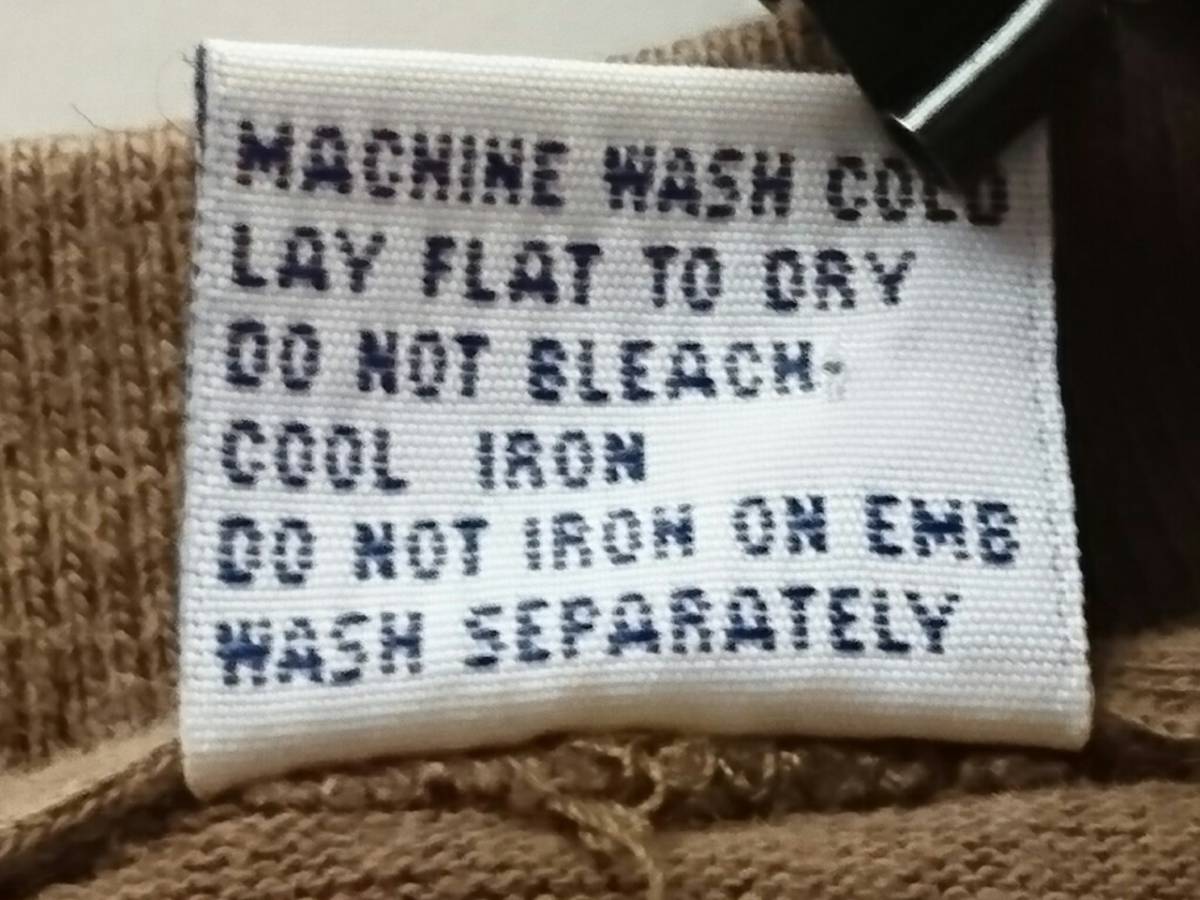 MACHINE WASH COLD
LAY FLAT TO DRY
DO NOT BLEACH
COOL IRON
DO NOT IRON ON EMB
WASH SEPARATELY